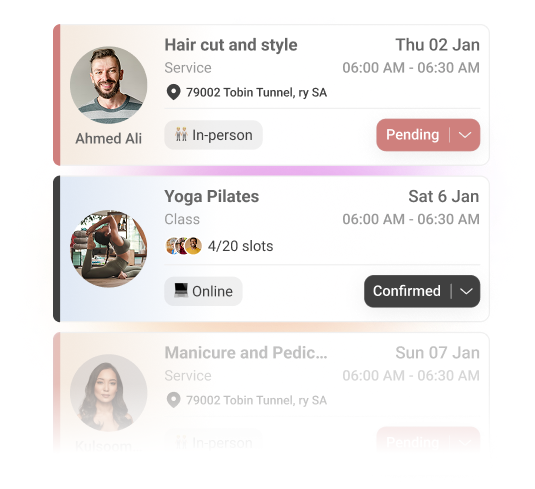 Hair cut and style
Thu 02 Jan
Service
06:00 AM - 06:30 AM
79002 Tobin Tunnel, ry SA
Ahmed Ali
In-person
Pending
Yoga Pilates
Sat 6 Jan
Class
06:00 AM - 06:30 AM
4/20 slots
Online
Confirmed
Manicure and Pedic...
Sun 07 Jan
Service
06:00 AM - 06:30 AM
79002 Tobin Tunnel, ry SA
In-person
Pending